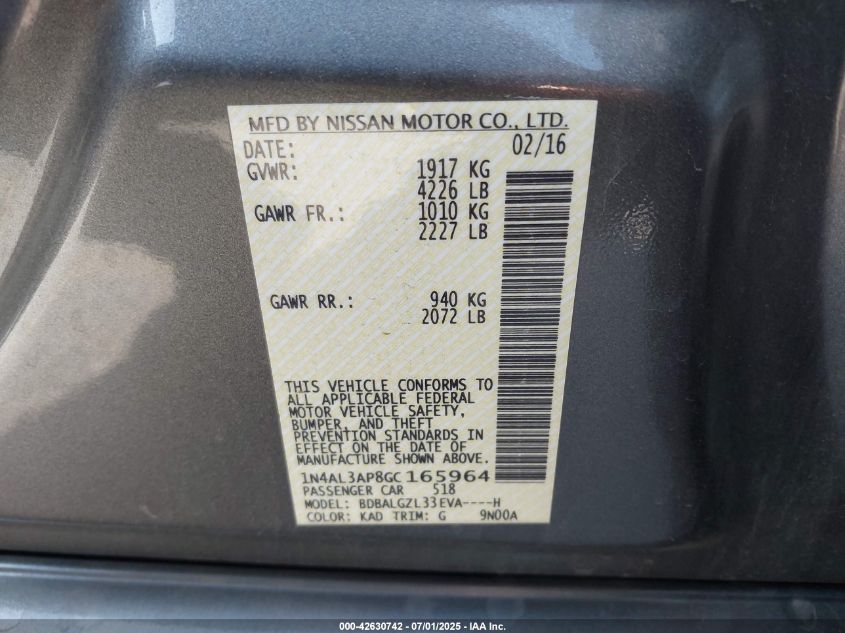 MFD BY NISSAN MOTOR CO., LTD.
DATE: 02/16
GVWR: 1917 KG
4226 LB
GAWR FR.: 1010 KG
2227 LB
GAWR RR.: 940 KG
2072 LB
THIS VEHICLE CONFORMS TO
ALL APPLICABLE FEDERAL
MOTOR VEHICLE SAFETY,
BUMPER, AND THEFT
PREVENTION STANDARDS IN
EFFECT ON THE DATE OF
MANUFACTURE SHOWN ABOVE.
1N4AL3AP8GC165964
PASSENGER CAR 518
MODEL: BDBALGZL33EVA----H
COLOR: KAD TRIM: G 9N00A
000-42630742 - 07/01/2025 - IAA Inc.